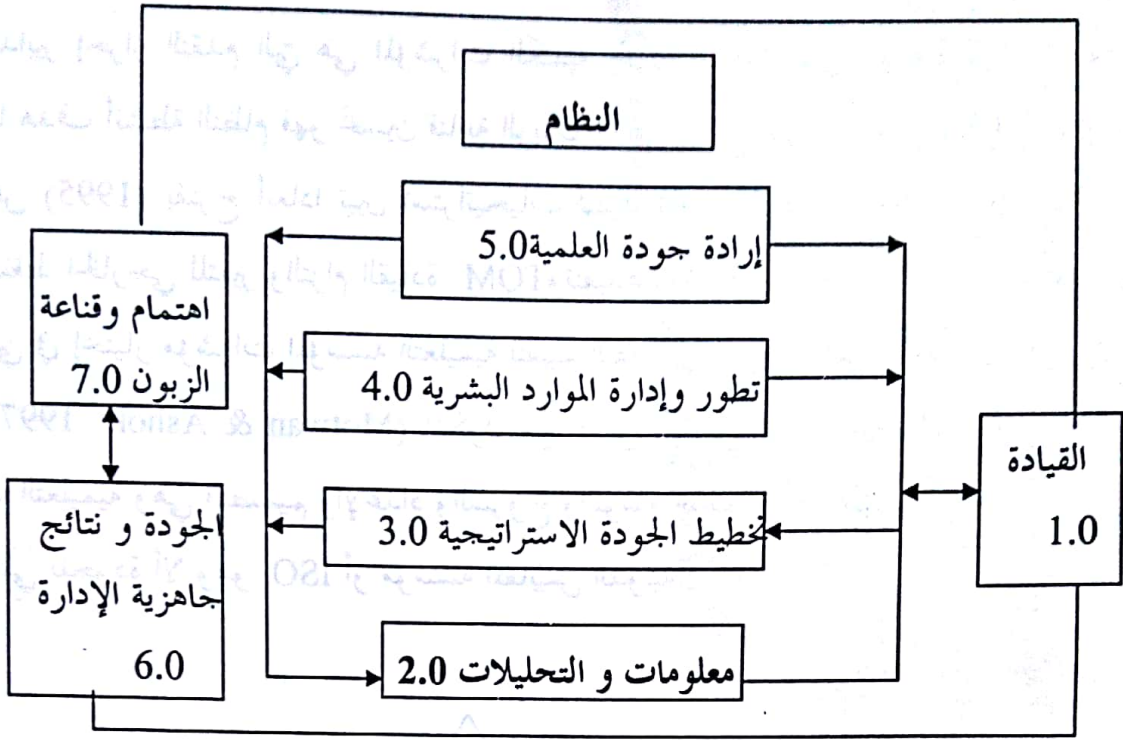 النظام
إرادة جودة العلمية5.0
اهتمام وقناعة
الزبون 7.0
تطور وإدارة الموارد البشرية 4.0
القيادة
1.0
تخطيط الجودة الاستراتيجية 3.0
الجودة و نتائج
جاهزية الإدارة
6.0
معلومات و التحليلات 2.0